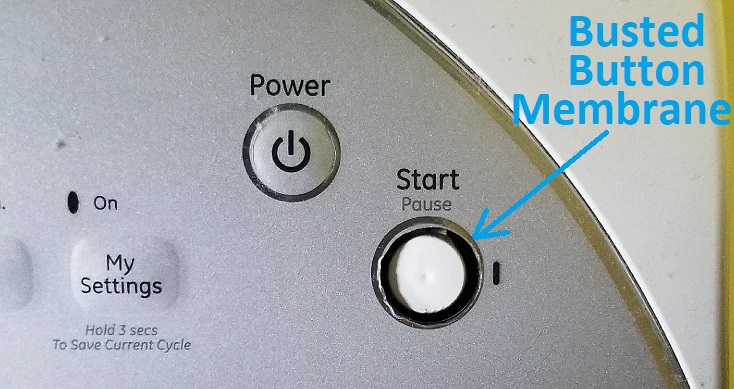 Busted
Button
Membrane
Power
Start
Pause
On
My
Settings
Hold 3 secs
To Save Current Cycle